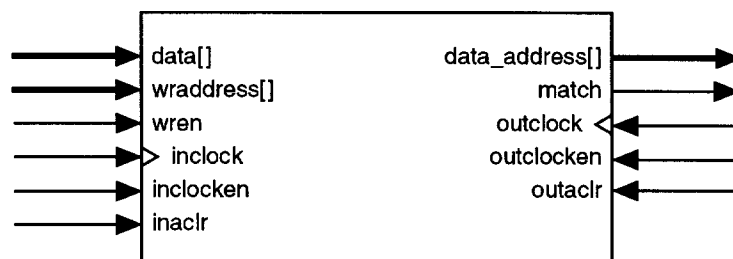 data[]
wraddress[]
wren
inclock
inclocken
inaclr
data_address[]
match
outclock
outclocken
outaclr